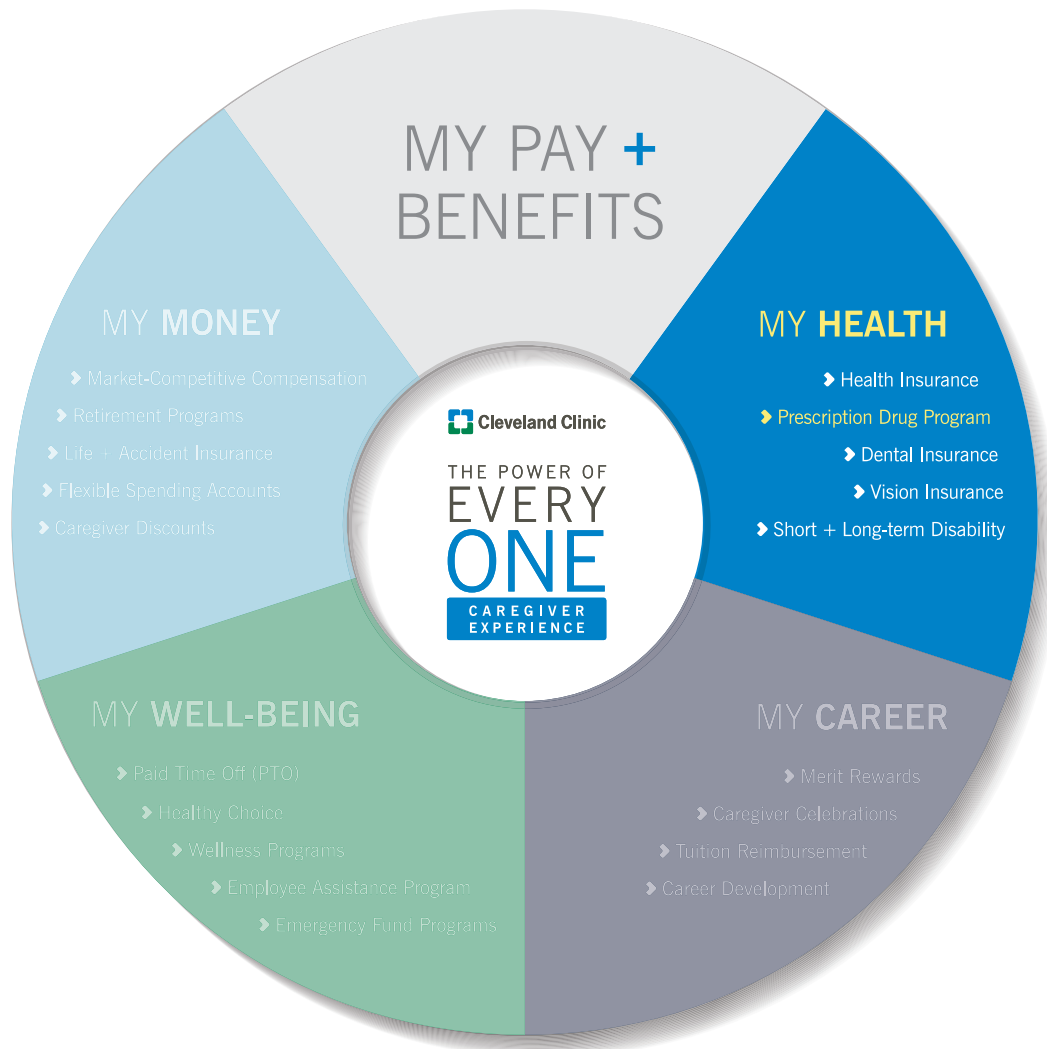 MY PAY +
BENEFITS
MY MONEY
Market-Competitive Compensation
Retirement Programs
Life + Accident Insurance
Flexible Spending Accounts
Caregiver Discounts
MY HEALTH
Health Insurance
Prescription Drug Program
Dental Insurance
Vision Insurance
Short + Long-term Disability
Cleveland Clinic
THE POWER OF
EVERY
ONE
CAREGIVER
EXPERIENCE
MY WELL-BEING
Paid Time Off (PTO)
Healthy Choice
Wellness Programs
Employee Assistance Program
Emergency Fund Programs
MY CAREER
Merit Rewards
Caregiver Celebrations
Tuition Reimbursement
Career Development